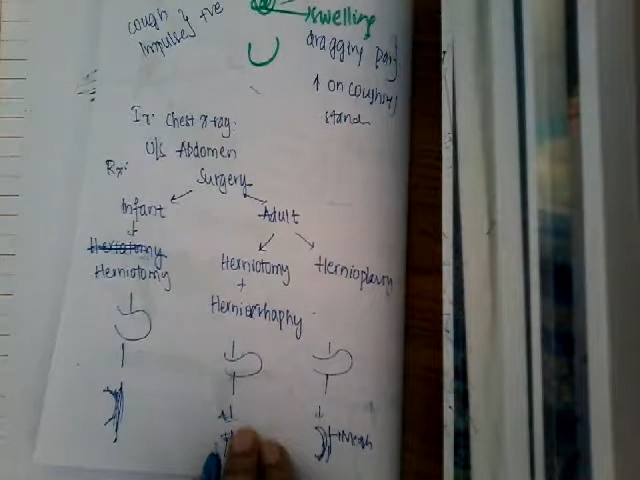 cough
impulse} +ve
swelling
dragging pain
↑ on coughing
stand
Ix: Chest X ray.
U/S Abdomen
Rx:
Surgery
Infant
Adult
Herniotomy
Herniotomy
Hernioplasty
+
Herniorrhaphy
+Mesh